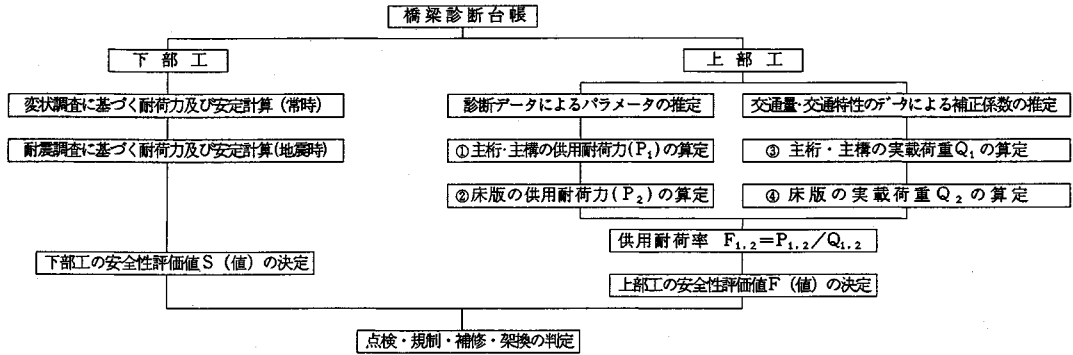 橋梁診断台帳
下部工
上部工
変状調査に基づく耐荷力及び安定計算(常時)
診断データによるパラメータの推定
交通量・交通特性のデータによる補正係数の推定
耐震調査に基づく耐荷力及び安定計算(地震時)
①主桁・主構の供用耐荷力(P₁)の算定
③ 主桁・主構の実載荷重Q₁の算定
②床版の供用耐荷力(P₂)の算定
④ 床版の実載荷重Q₂の算定
供用耐荷率 F₁,₂=P₁,₂/Q₁,₂
下部工の安全性評価値S(値)の決定
上部工の安全性評価値F(値)の決定
点検・規制・補修・架換の判定